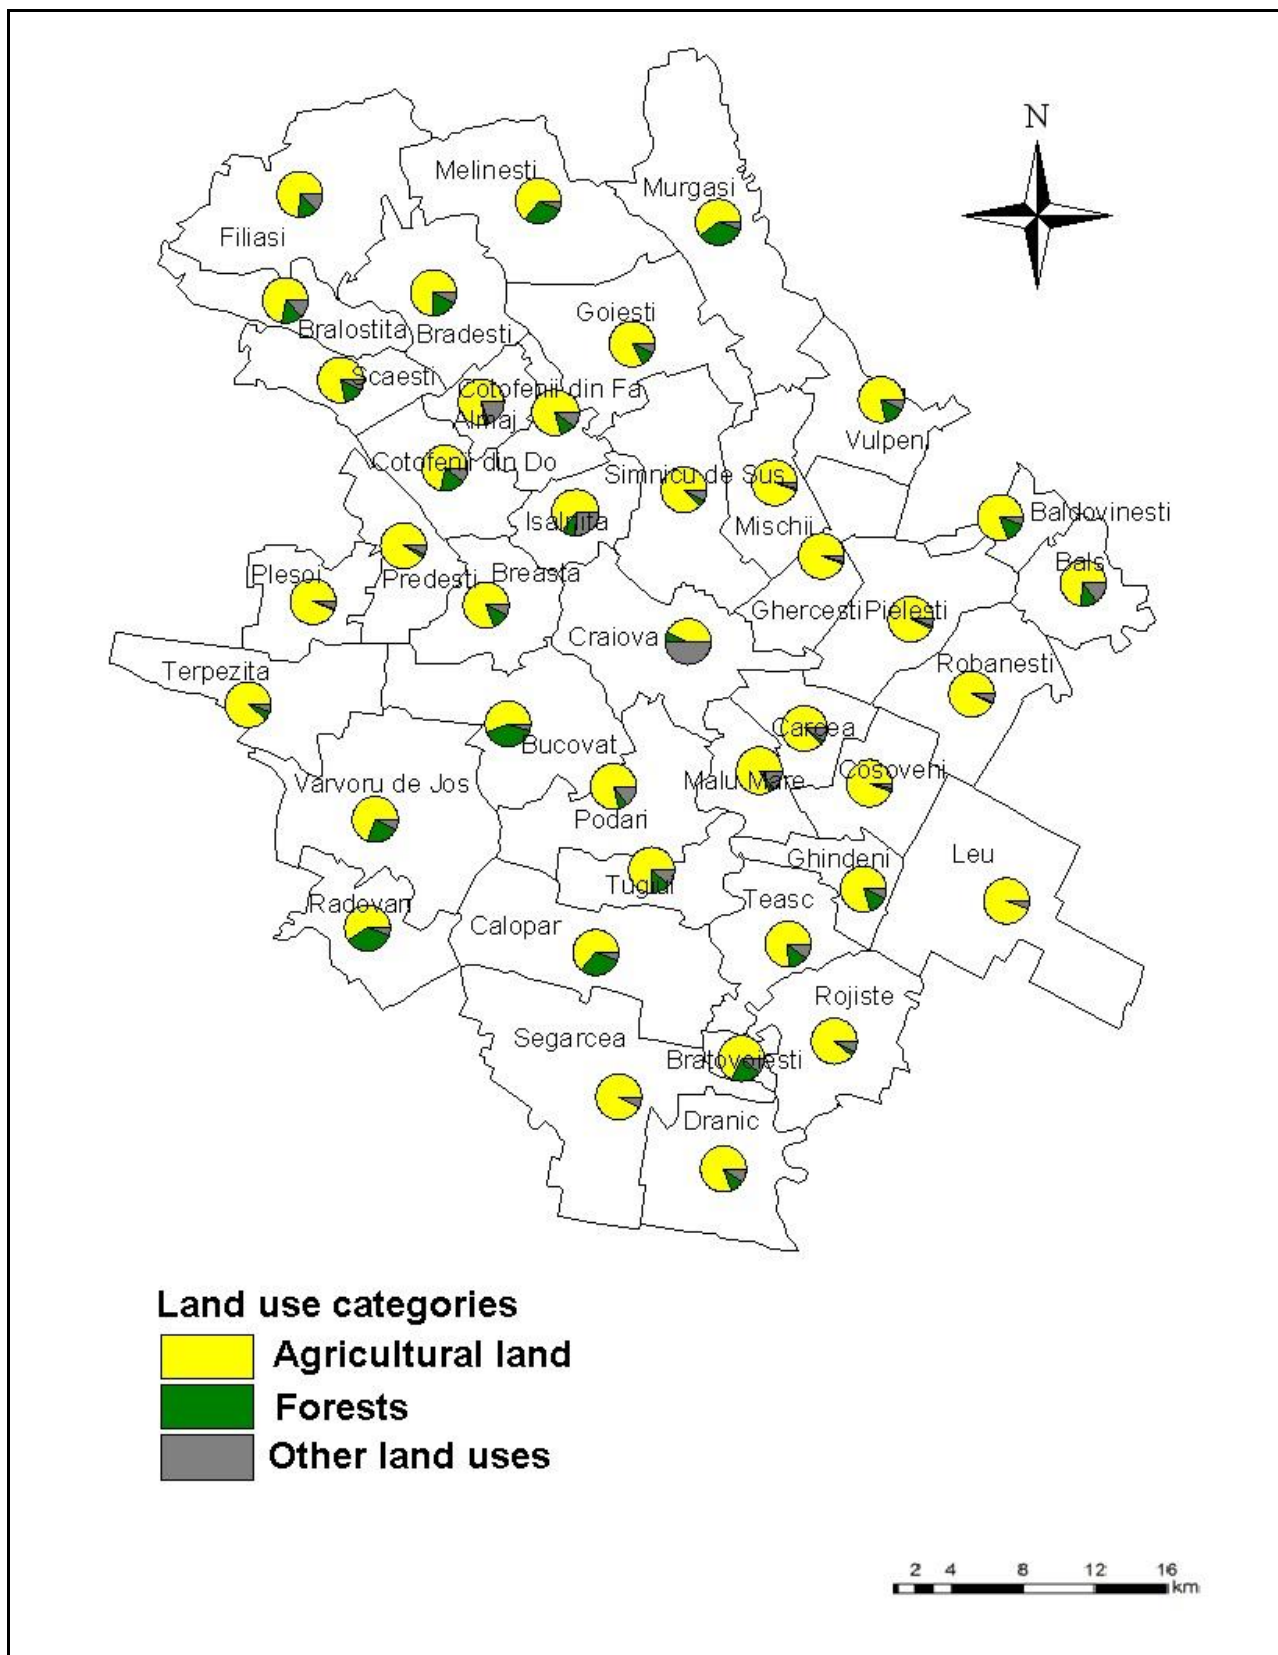 N
Melinesti
Murgasi
Filiasi
Goiesti
Bralostita
Bradesti
Scaesti
Cotofenii din Fa
Almaj
Vulpeni
Cotofenii din Do
Simnicu de Sus
Isalnita
Mischii
Baldovinesti
Plesoi
Predesti
Breasta
Bals
Ghercesti
Pielesti
Craiova
Robanesti
Terpezita
Bucovat
Carcea
Varvoru de Jos
Malu Mare
Cosoveni
Podari
Ghindeni
Leu
Tuglui
Radovan
Calopar
Teasc
Rojiste
Segarcea
Bratovoiesti
Dranic
Land use categories
Agricultural land
Forests
Other land uses
2 4 8 12 16
km